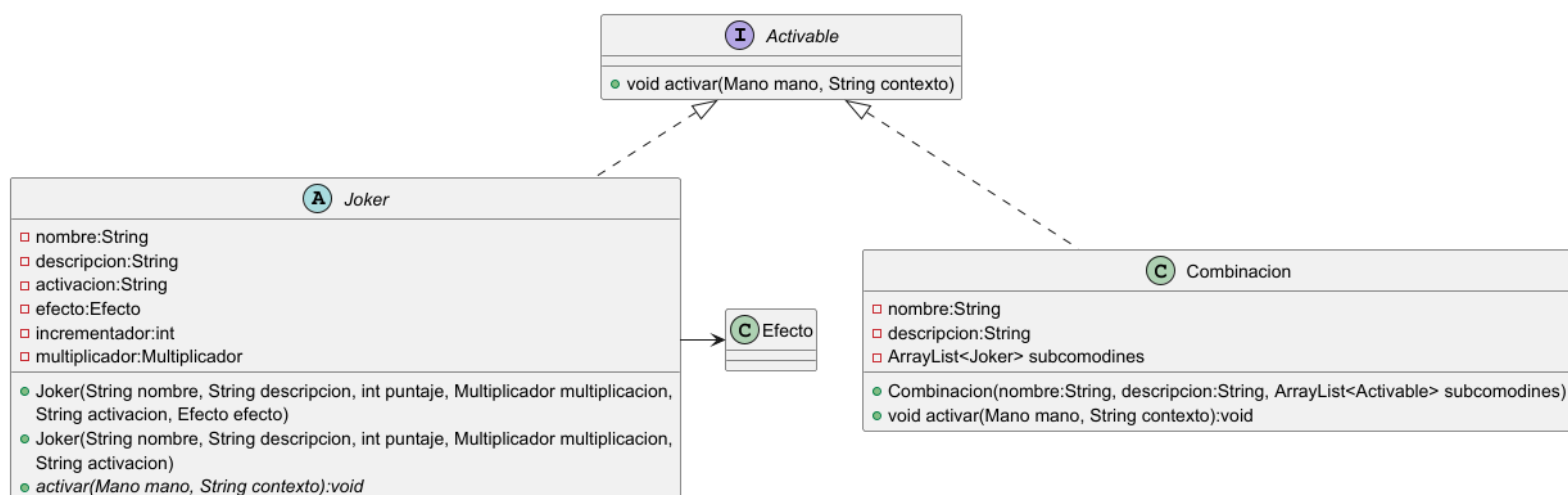 I Activable
void activar(Mano mano, String contexto)
A Joker
nombre:String
descripcion:String
activacion:String
efecto:Efecto
incrementador:int
multiplicador:Multiplicador
Joker(String nombre, String descripcion, int puntaje, Multiplicador multiplicacion,
String activacion, Efecto efecto)
Joker(String nombre, String descripcion, int puntaje, Multiplicador multiplicacion,
String activacion)
activar(Mano mano, String contexto):void
C Efecto
C Combinacion
nombre:String
descripcion:String
ArrayList<Joker> subcomodines
Combinacion(nombre:String, descripcion:String, ArrayList<Activable> subcomodines)
void activar(Mano mano, String contexto):void